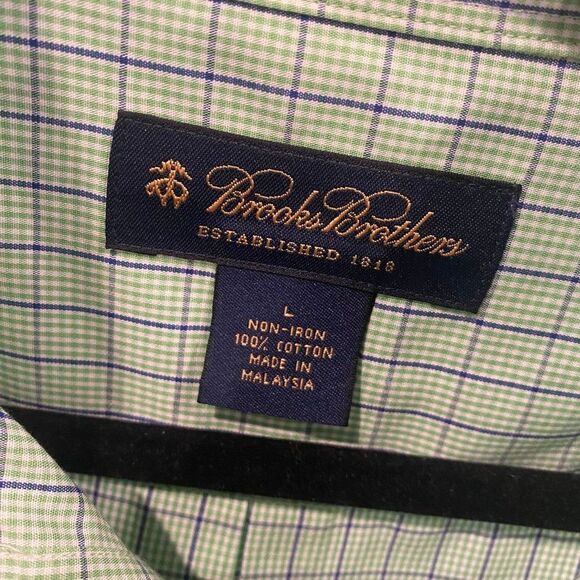 Brooks Brothers
ESTABLISHED 1818
L
NON-IRON
100% COTTON
MADE IN
MALAYSIA